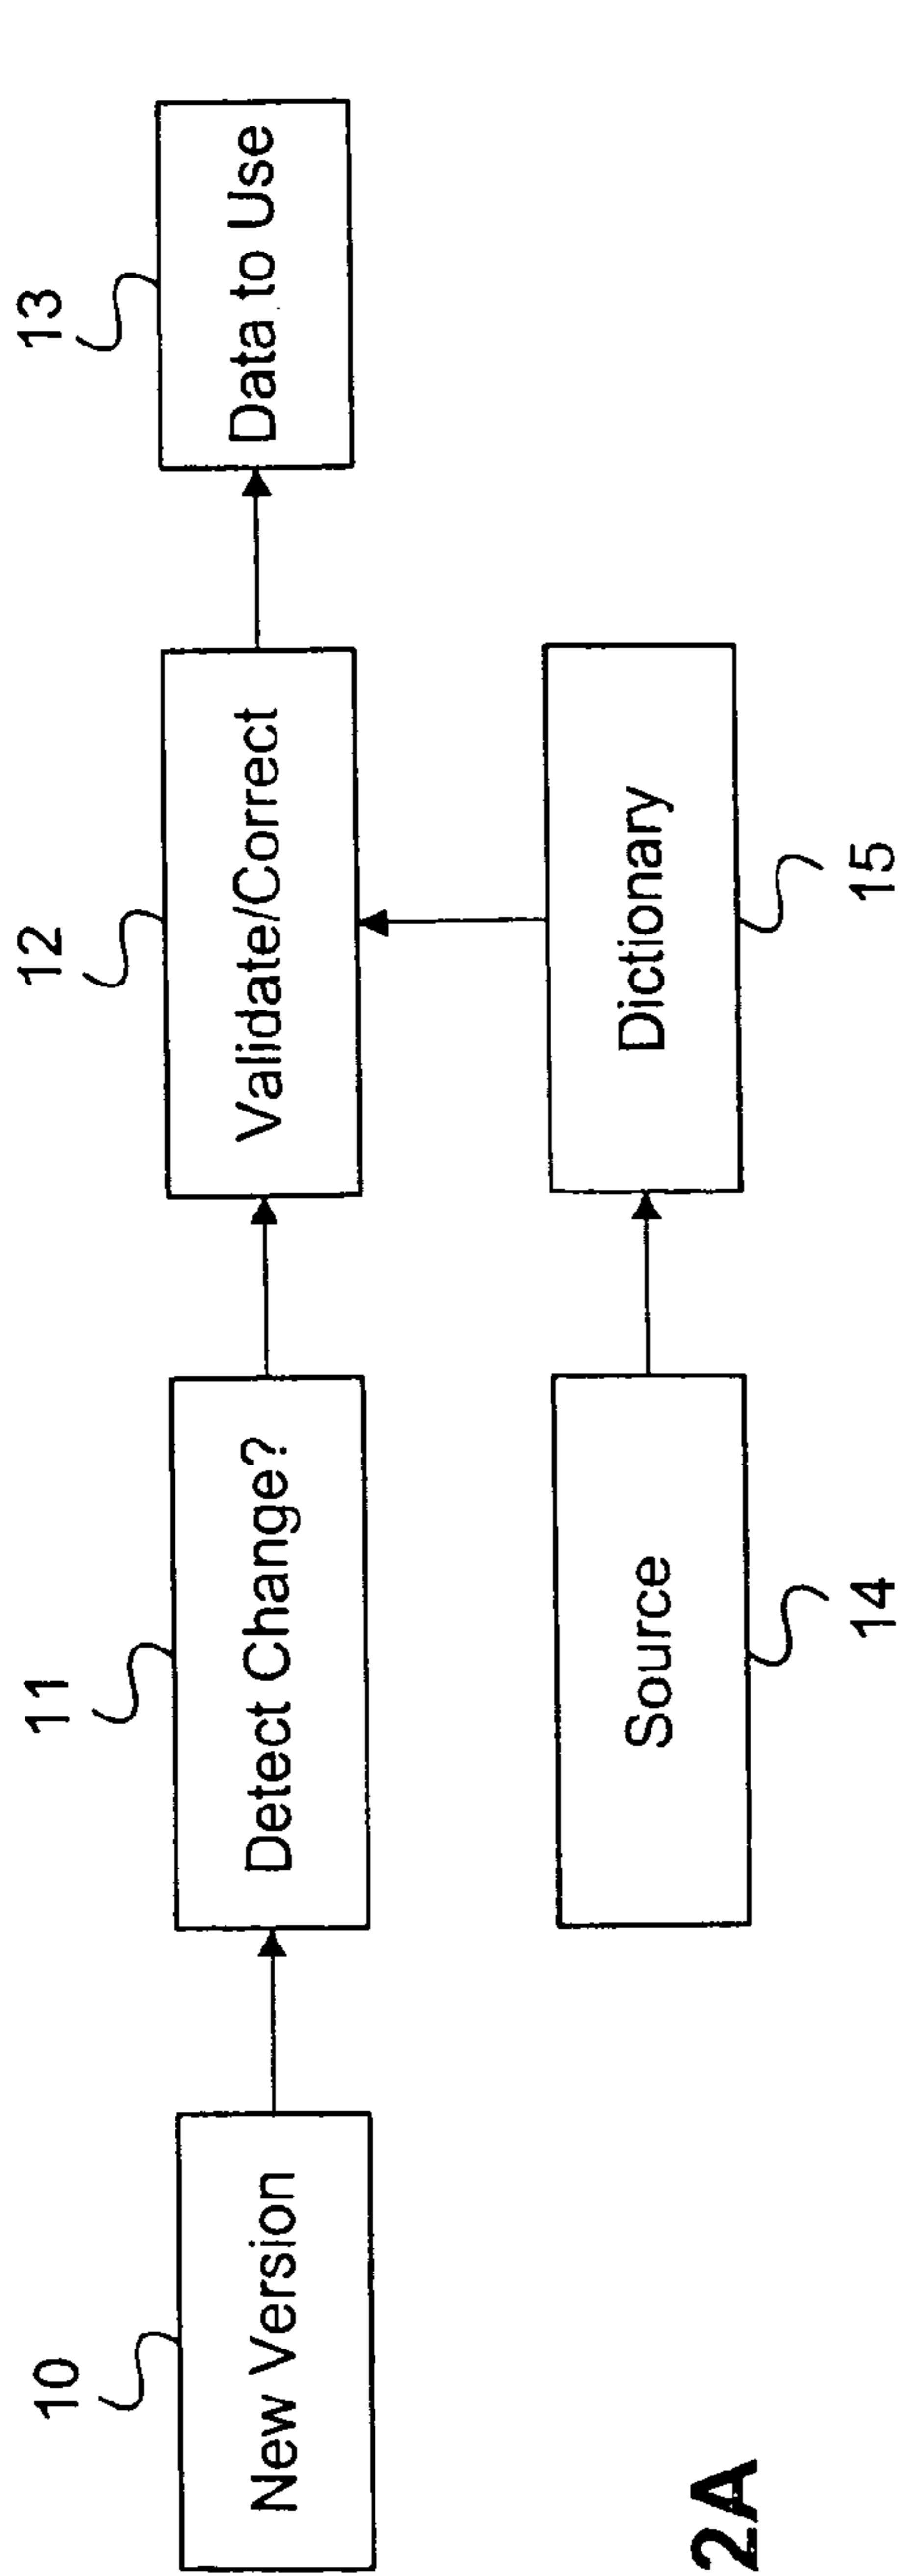 10
11
12
13
New Version
Detect Change?
Validate/Correct
Data to Use
Source
Dictionary
14
15
2A